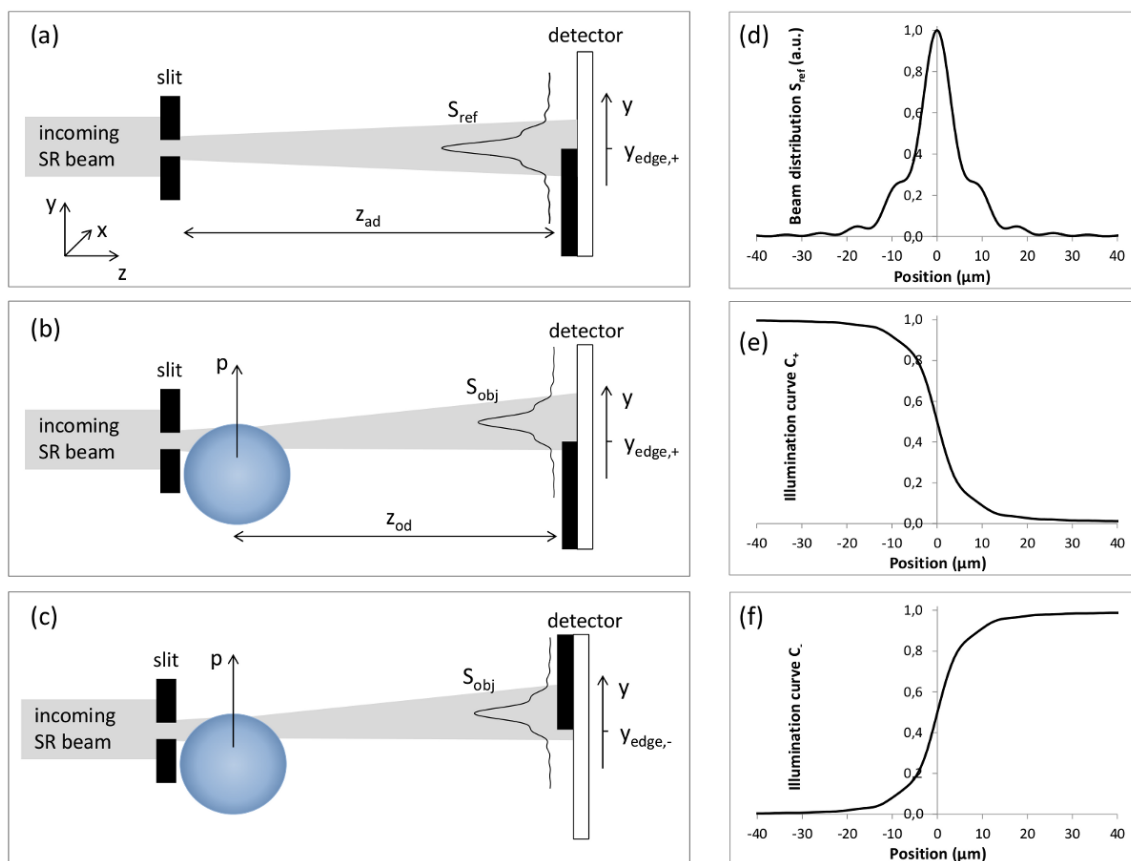 (a)
detector
slit
y
S_ref
incoming
SR beam
y_edge,+
y
x
z
z_ad
(b)
detector
p
slit
S_obj
y
incoming
SR beam
y_edge,+
z_od
(c)
detector
p
slit
S_obj
y
incoming
SR beam
y_edge,-
(d)
Beam distribution S_ref (a.u.)
1,0
0,8
0,6
0,4
0,2
0,0
-40 -30 -20 -10 0 10 20 30 40
Position (µm)
(e)
Illumination curve C_+
1,0
0,8
0,6
0,4
0,2
0,0
-40 -30 -20 -10 0 10 20 30 40
Position (µm)
(f)
Illumination curve C_-
1,0
0,8
0,6
0,4
0,2
0,0
-40 -30 -20 -10 0 10 20 30 40
Position (µm)